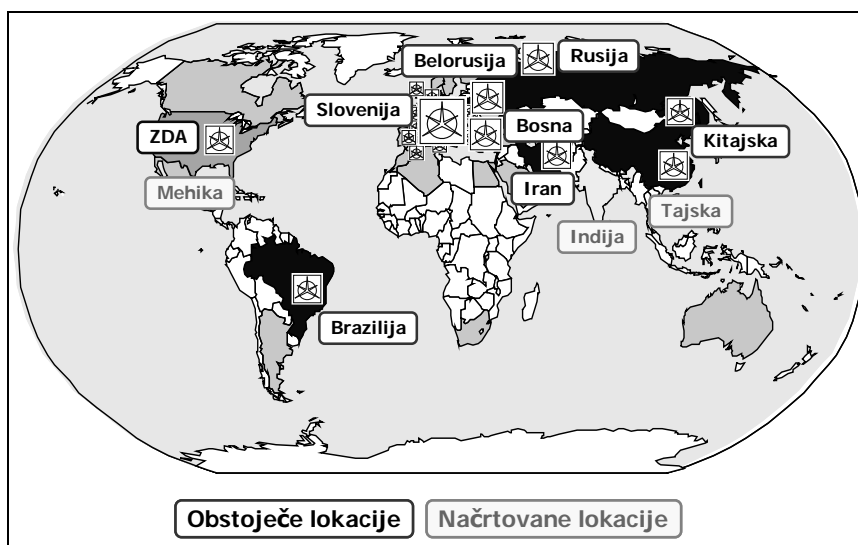 Belorusija
Rusija
Slovenija
ZDA
Bosna
Kitajska
Mehika
Iran
Tajska
Indija
Brazilija
Obstoječe lokacije
Načrtovane lokacije